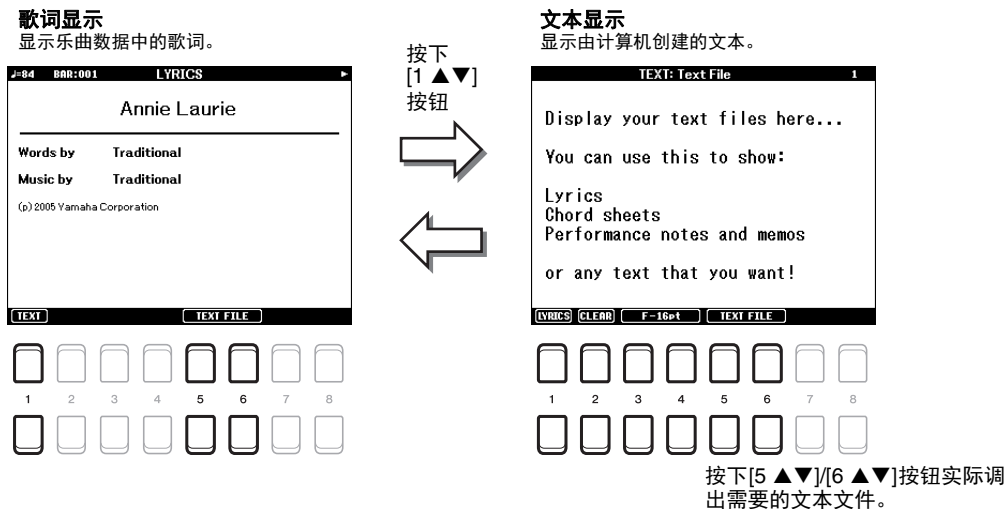 歌词显示
显示乐曲数据中的歌词。
♩=84 BAR:001 LYRICS ▶
Annie Laurie
Words by Traditional
Music by Traditional
(p) 2005 Yamaha Corporation
TEXT TEXT FILE
1 2 3 4 5 6 7 8
按下
[1 ▲▼]
按钮
文本显示
显示由计算机创建的文本。
TEXT: Text File 1
Display your text files here...
You can use this to show:
Lyrics
Chord sheets
Performance notes and memos
or any text that you want!
LYRICS CLEAR F-16pt TEXT FILE
1 2 3 4 5 6 7 8
按下[5 ▲▼]/[6 ▲▼]按钮实际调
出需要的文本文件。